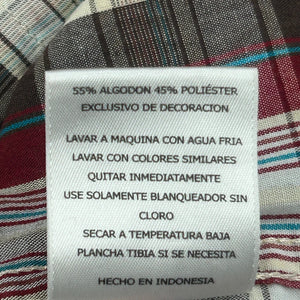 55% ALGODON 45% POLIÉSTER
EXCLUSIVO DE DECORACION
LAVAR A MAQUINA CON AGUA FRIA
LAVAR CON COLORES SIMILARES
QUITAR INMEDIATAMENTE
USE SOLAMENTE BLANQUEADOR SIN
CLORO
SECAR A TEMPERATURA BAJA
PLANCHA TIBIA SI SE NECESITA
HECHO EN INDONESIA